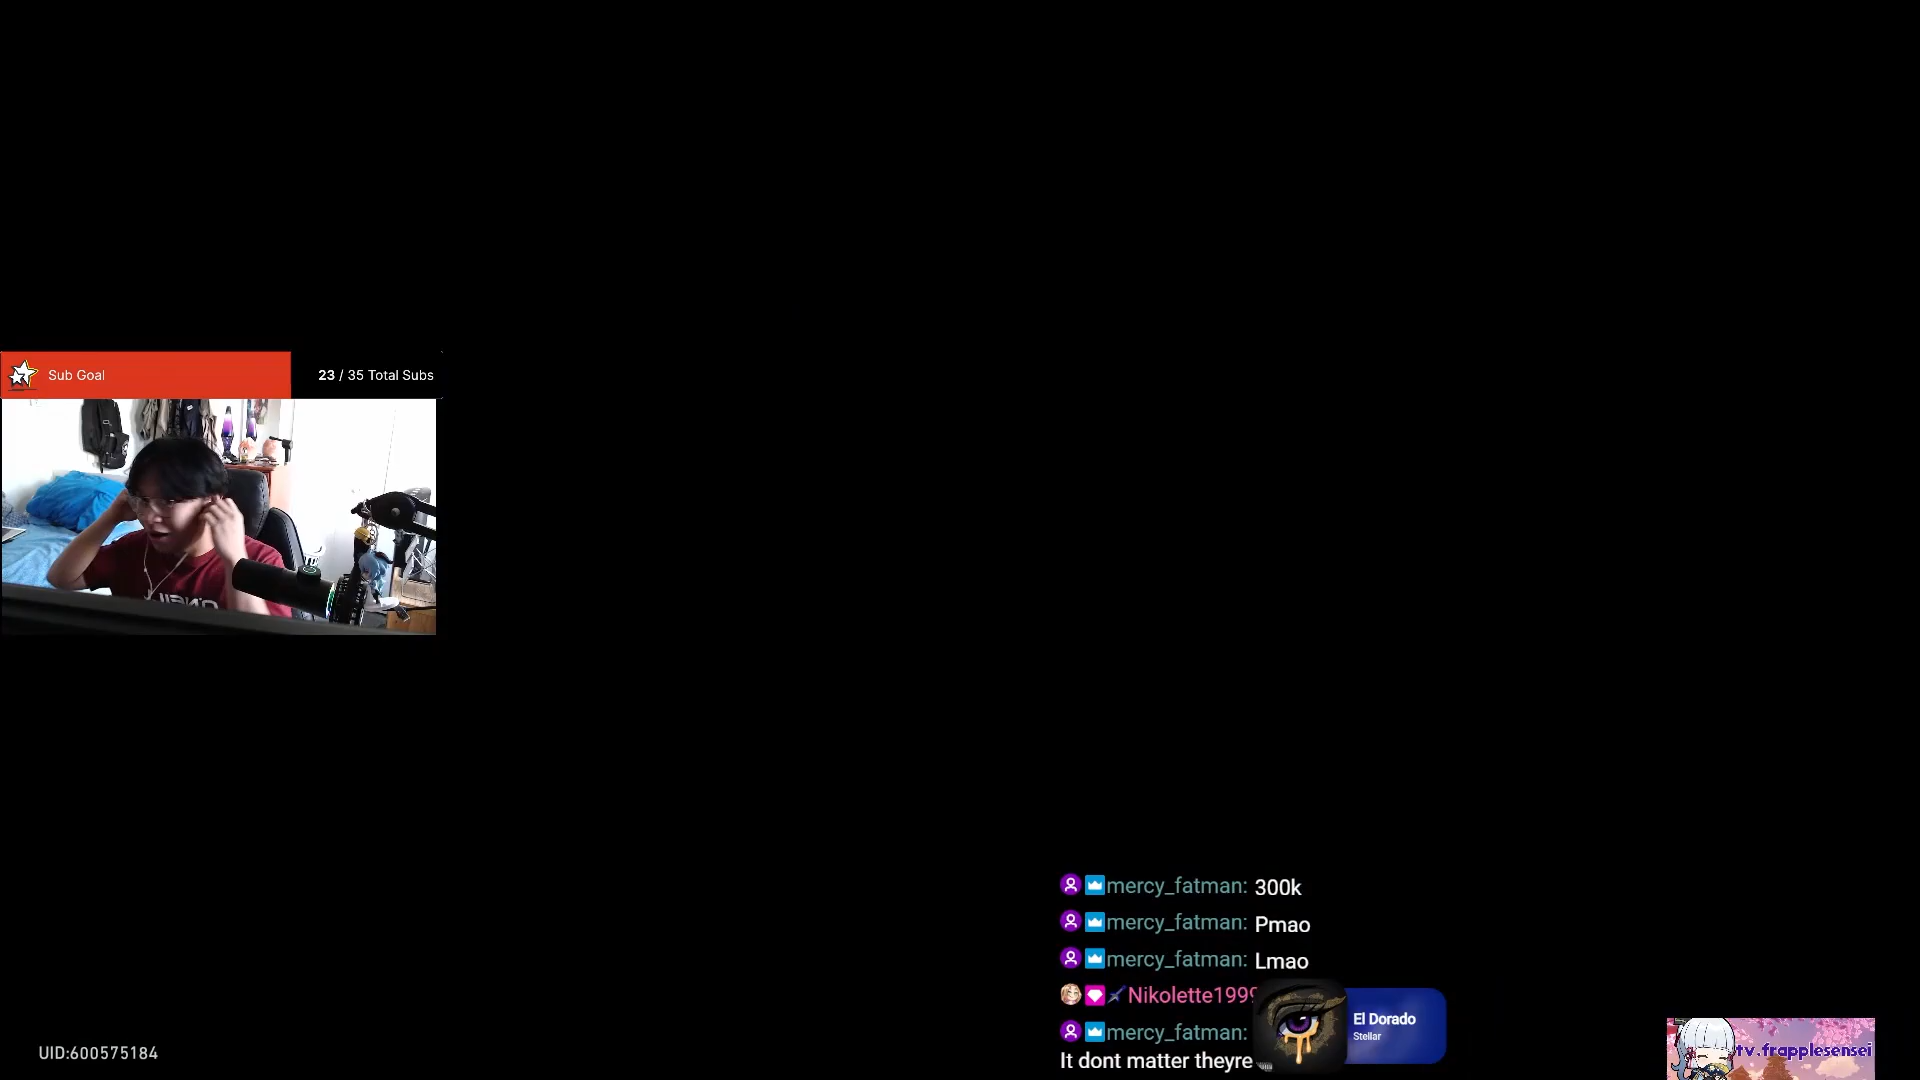 Sub Goal
23 / 35 Total Subs
mercy_fatman: 300k
mercy_fatman: Pmao
mercy_fatman: Lmao
Nikolette1999
mercy_fatman:
It dont matter theyre
El Dorado
Stellar
UID:600575184
tv.frapplesensei